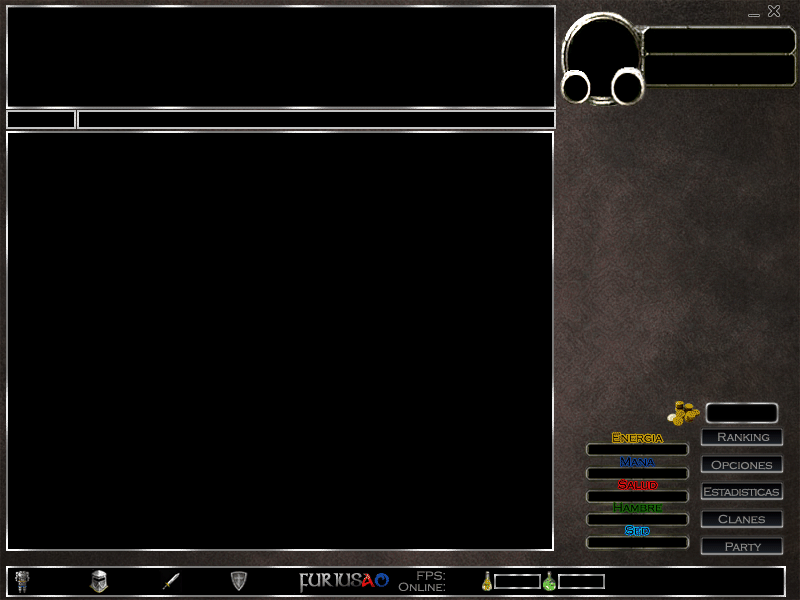 Energia
Mana
Salud
Hambre
Sed
Ranking
Opciones
Estadisticas
Clanes
Party
FURIUSAO
FPS:
Online: